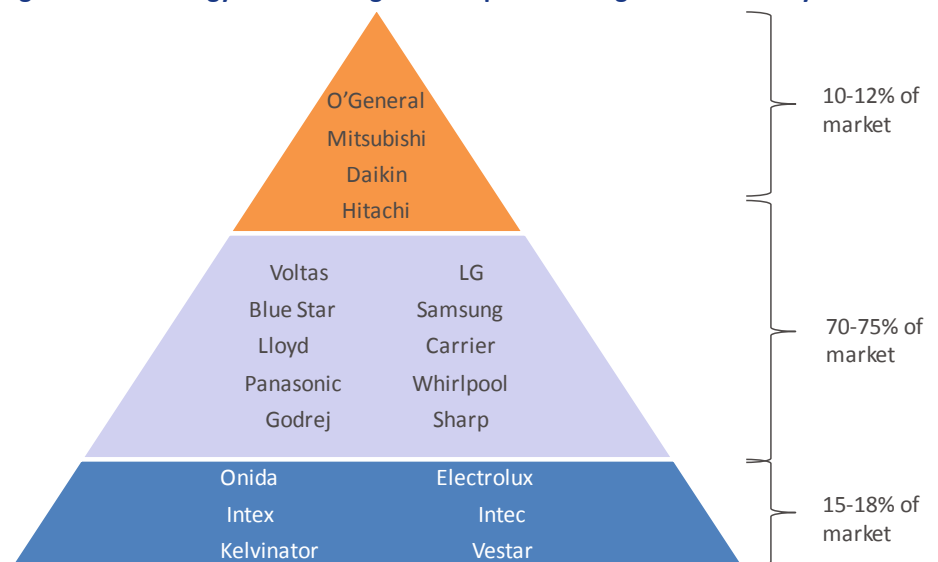 O'General
Mitsubishi
Daikin
Hitachi
10-12% of
market
Voltas LG
Blue Star Samsung
Lloyd Carrier
Panasonic Whirlpool
Godrej Sharp
70-75% of
market
Onida Electrolux
Intex Intec
Kelvinator Vestar
15-18% of
market